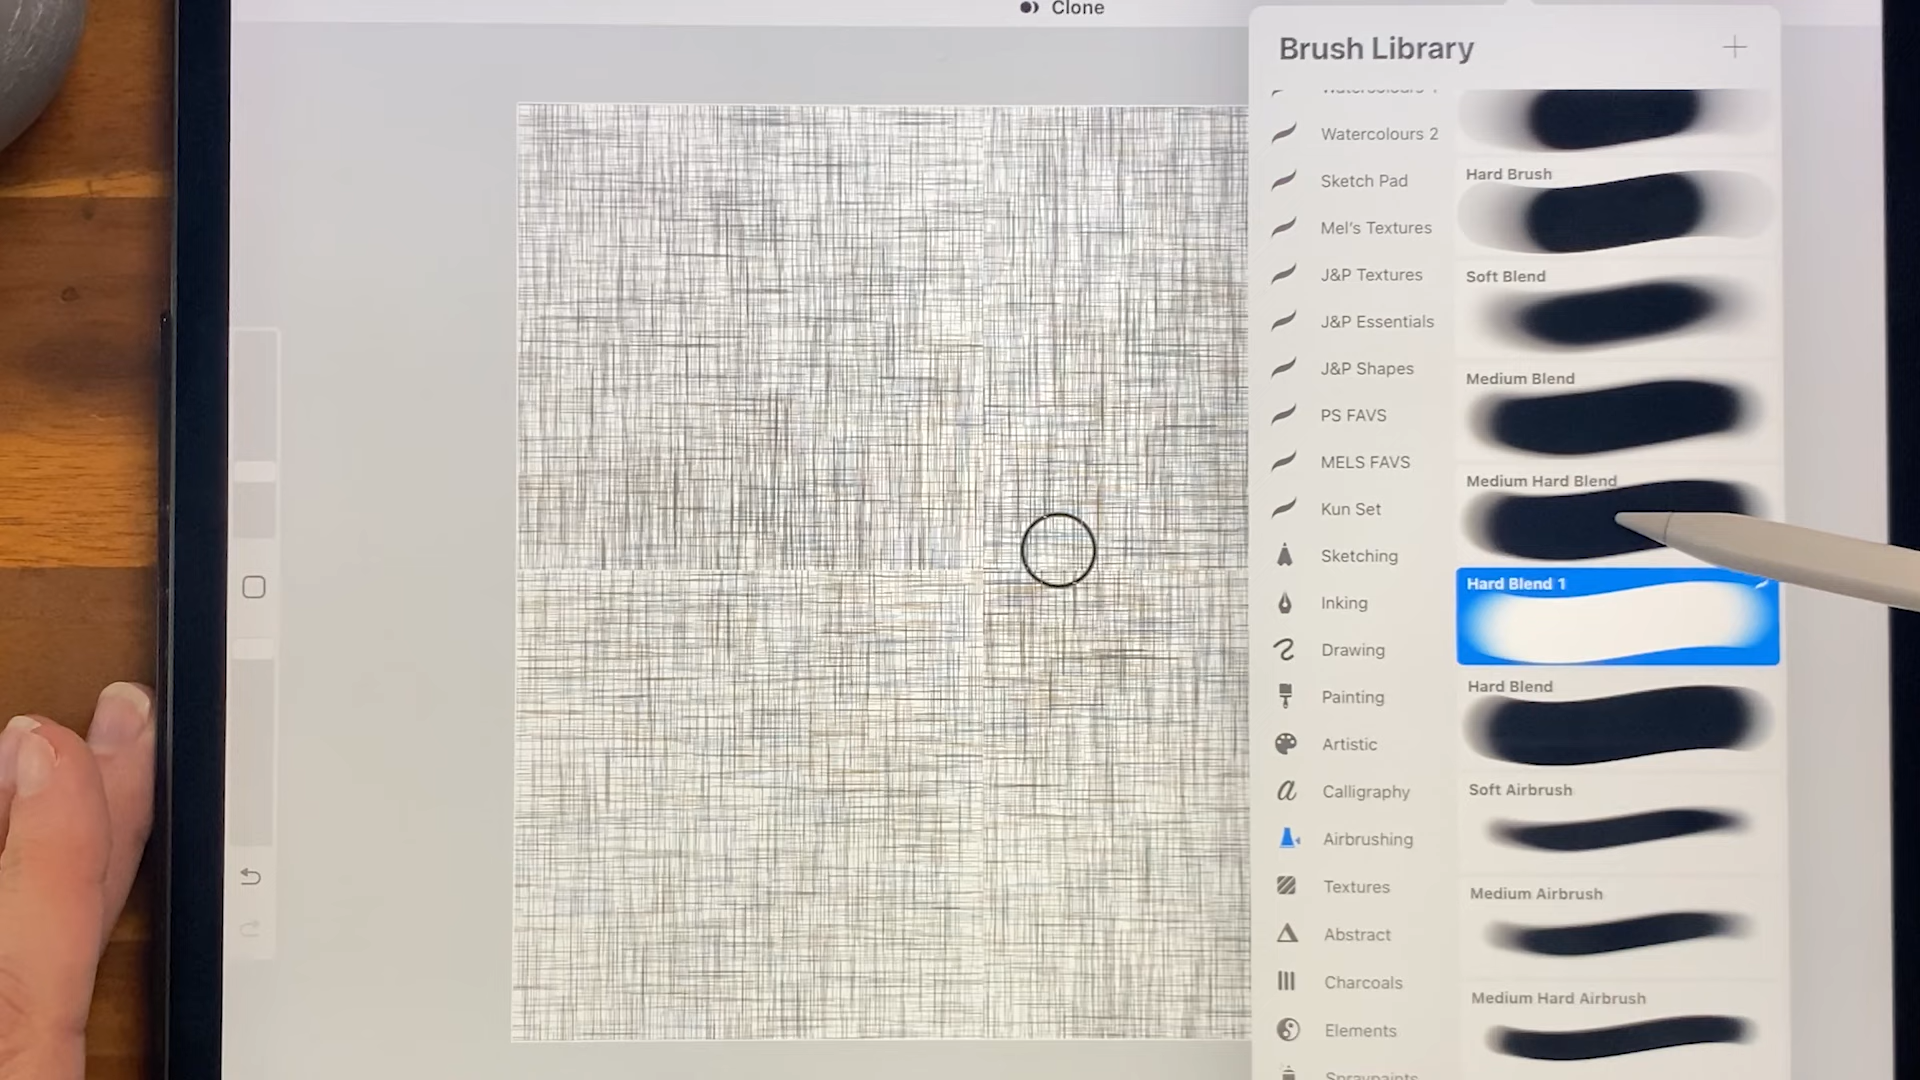 Clone
Brush Library
Watercolours 2
Sketch Pad
Mel's Textures
J&P Textures
J&P Essentials
J&P Shapes
PS FAVS
MELS FAVS
Kun Set
Sketching
Inking
Drawing
Painting
Artistic
Calligraphy
Airbrushing
Textures
Abstract
Charcoals
Elements
Spraypaints
Hard Brush
Soft Blend
Medium Blend
Medium Hard Blend
Hard Blend 1
Hard Blend
Soft Airbrush
Medium Airbrush
Medium Hard Airbrush